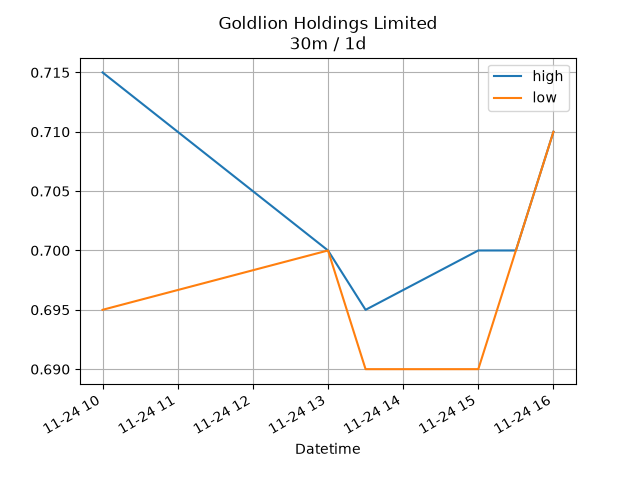 Goldlion Holdings Limited
30m / 1d
high
low
0.715
0.710
0.705
0.700
0.695
0.690
11-24 10
11-24 11
11-24 12
11-24 13
11-24 14
11-24 15
11-24 16
Datetime